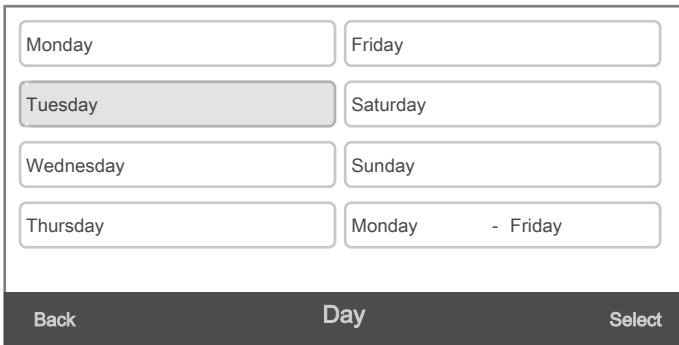 Monday
Tuesday
Wednesday
Thursday
Friday
Saturday
Sunday
Monday - Friday
Back
Day
Select